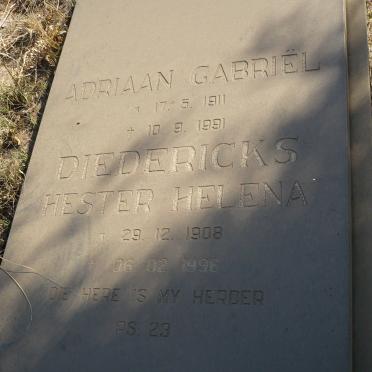 ADRIAAN GABRIËL
* 17. 5. 1911
+ 10. 9. 1991
DIEDERICKS
HESTER HELENA
* 29. 12. 1908
+ 06. 02. 1996
DIE HERE IS MY HERDER
PS. 23